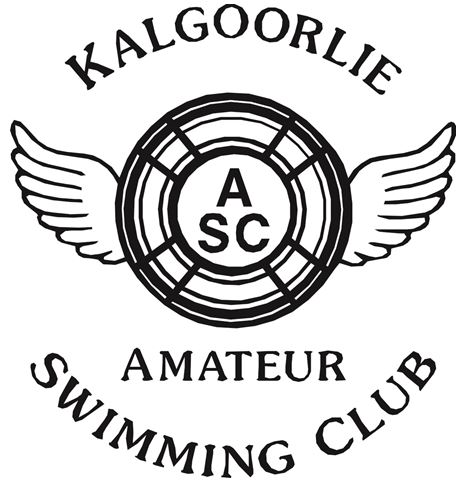 KALGOORLIE
A
SC
AMATEUR
SWIMMING CLUB